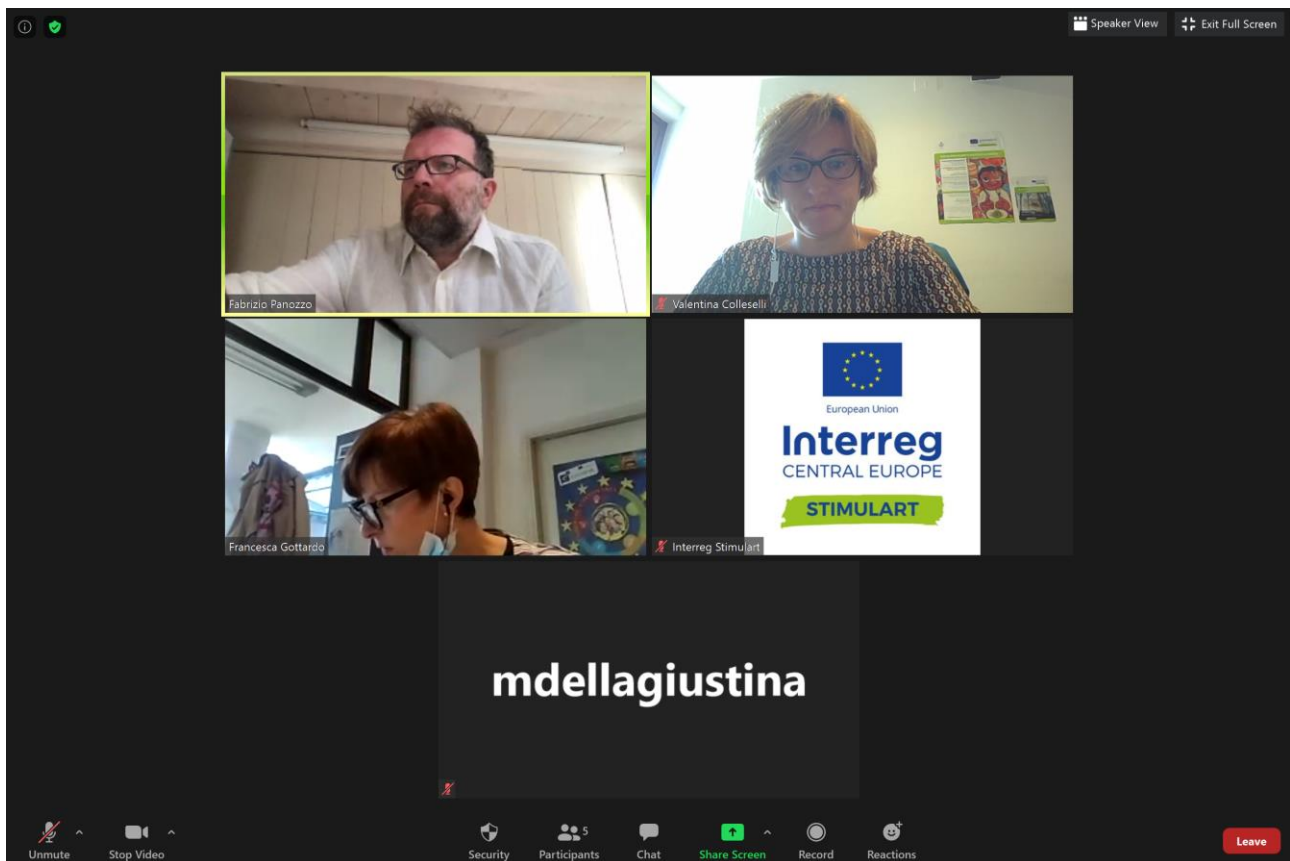 Speaker View
Exit Full Screen
Fabrizio Panozzo
Valentina Colleselli
Francesca Gottardo
European Union
Interreg
CENTRAL EUROPE
STIMULART
Interreg Stimulart
mdellagiustina
Unmute
Stop Video
Security
5
Participants
Chat
Share Screen
Record
Reactions
Leave